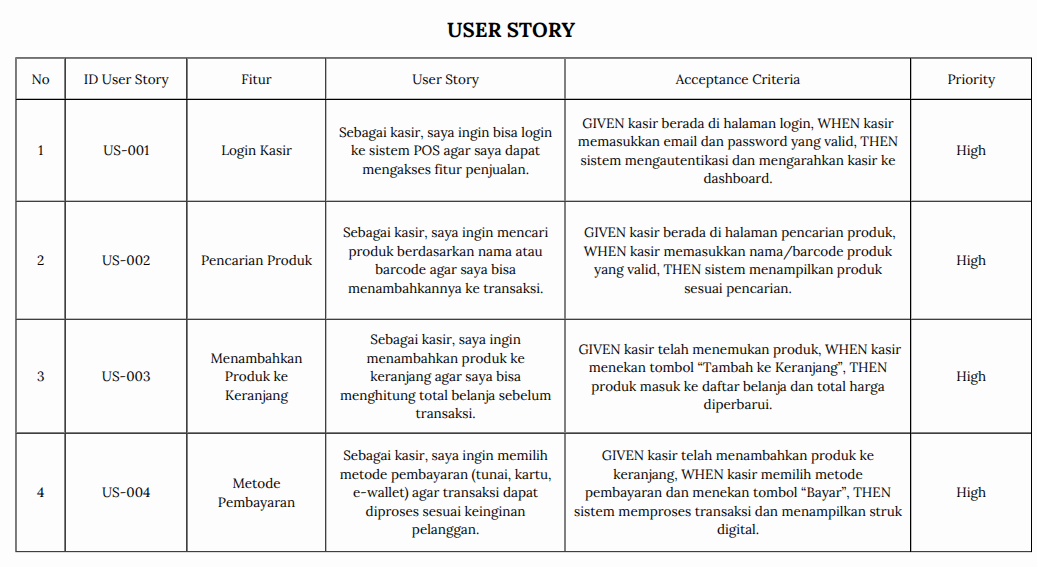 USER STORY
No
ID User Story
Fitur
User Story
Acceptance Criteria
Priority
1
US-001
Login Kasir
Sebagai kasir, saya ingin bisa login
ke sistem POS agar saya dapat
mengakses fitur penjualan.
GIVEN kasir berada di halaman login, WHEN kasir
memasukkan email dan password yang valid, THEN
sistem mengautentikasi dan mengarahkan kasir ke
dashboard.
High
2
US-002
Pencarian Produk
Sebagai kasir, saya ingin mencari
produk berdasarkan nama atau
barcode agar saya bisa
menambahkannya ke transaksi.
GIVEN kasir berada di halaman pencarian produk,
WHEN kasir memasukkan nama/barcode produk
yang valid, THEN sistem menampilkan produk
sesuai pencarian.
High
3
US-003
Menambahkan
Produk ke
Keranjang
Sebagai kasir, saya ingin
menambahkan produk ke
keranjang agar saya bisa
menghitung total belanja sebelum
transaksi.
GIVEN kasir telah menemukan produk, WHEN kasir
menekan tombol “Tambah ke Keranjang”, THEN
produk masuk ke daftar belanja dan total harga
diperbarui.
High
4
US-004
Metode
Pembayaran
Sebagai kasir, saya ingin memilih
metode pembayaran (tunai, kartu,
e-wallet) agar transaksi dapat
diproses sesuai keinginan
pelanggan.
GIVEN kasir telah menambahkan produk ke
keranjang, WHEN kasir memilih metode
pembayaran dan menekan tombol “Bayar”, THEN
sistem memproses transaksi dan menampilkan struk
digital.
High